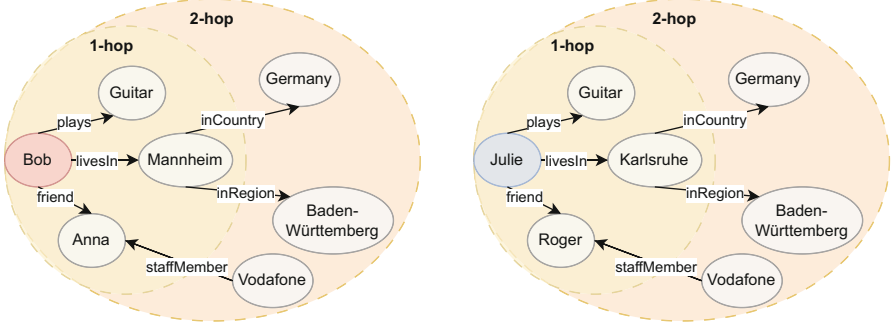 2-hop
1-hop
Guitar
Germany
plays
inCountry
Bob
livesIn
Mannheim
friend
inRegion
Baden-
Württemberg
Anna
staffMember
Vodafone
2-hop
1-hop
Guitar
Germany
plays
inCountry
Julie
livesIn
Karlsruhe
friend
inRegion
Baden-
Württemberg
Roger
staffMember
Vodafone